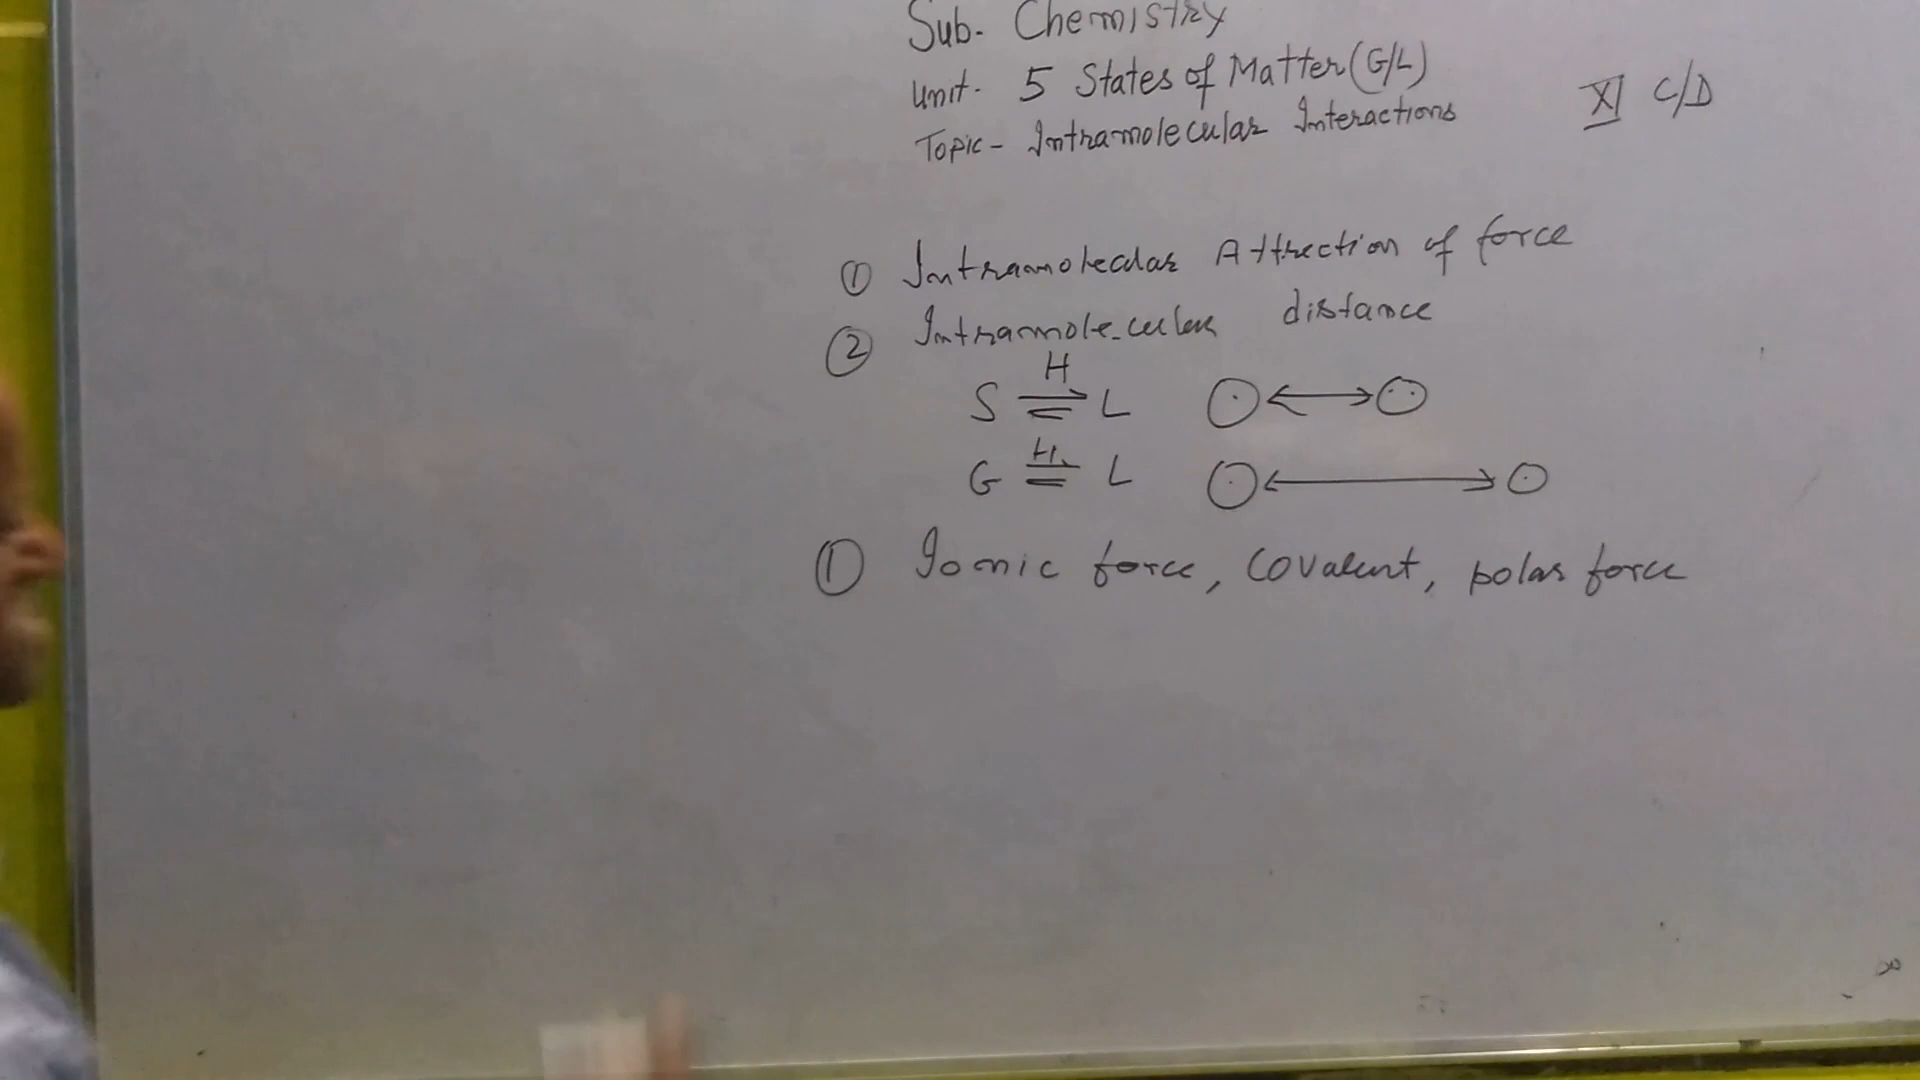 Sub- Chemistry
Unit- 5 States of Matter (G/L)
Topic- Intramolecular Interactions
XI C/D
① Intramolecular Attrection of force
② Intramolecular distance
H
S ⇌ L
H
G ⇌ L
① Ionic force, Covalent, polar force